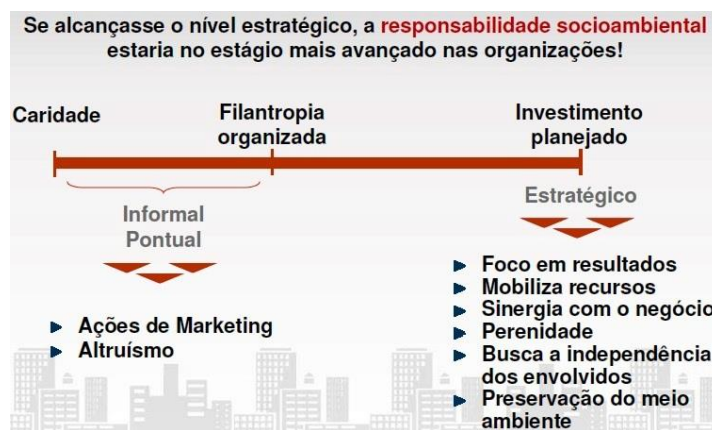 Se alcançasse o nível estratégico, a responsabilidade socioambiental
estaria no estágio mais avançado nas organizações!
Caridade
Filantropia
organizada
Investimento
planejado
Informal
Pontual
Estratégico
Ações de Marketing
Altruísmo
Foco em resultados
Mobiliza recursos
Sinergia com o negócio
Perenidade
Busca a independência
dos envolvidos
Preservação do meio
ambiente